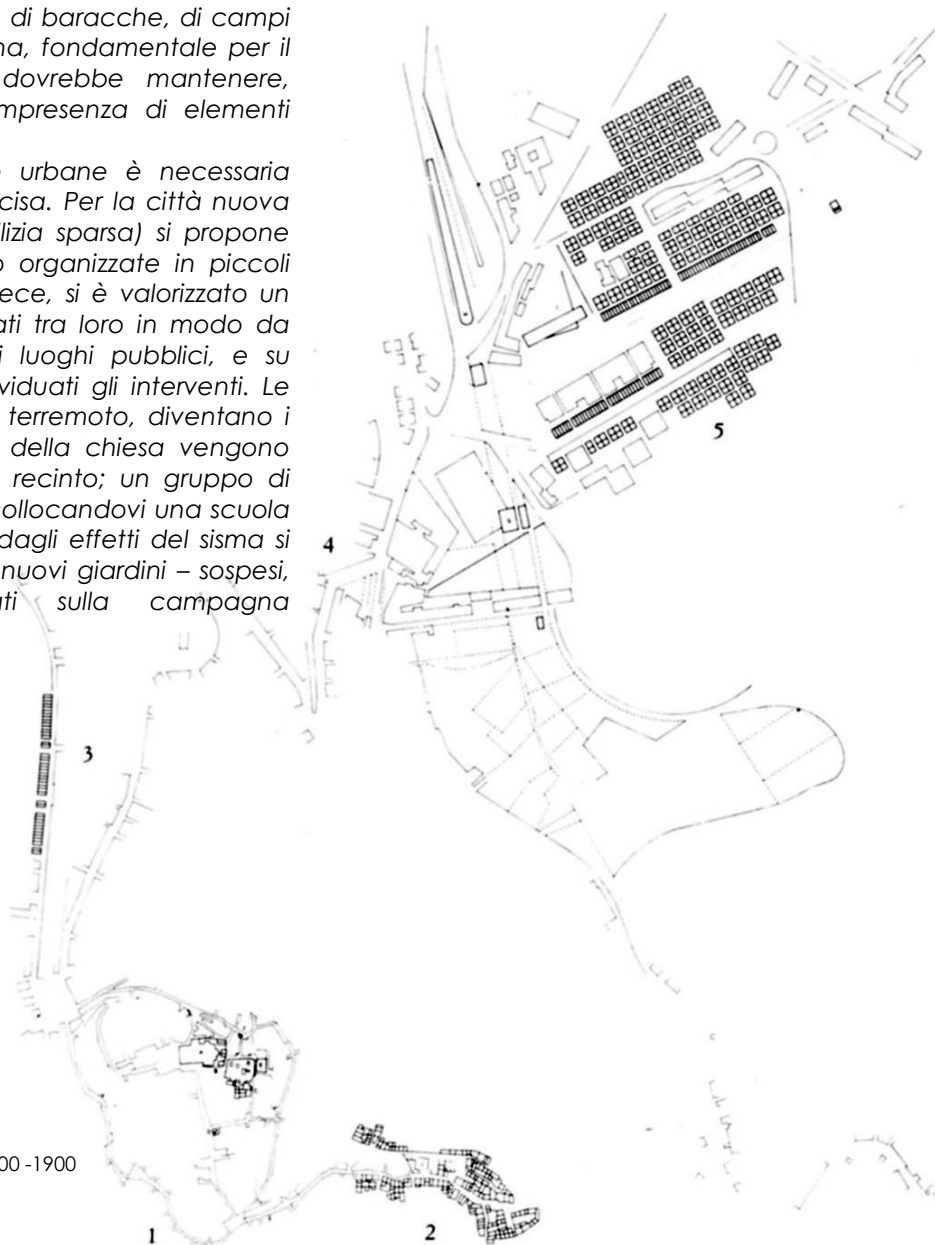 di baracche, di campi
na, fondamentale per il
dovrebbe mantenere,
mpresenza di elementi
urbane è necessaria
cisa. Per la città nuova
lizia sparsa) si propone
o organizzate in piccoli
ece, si è valorizzato un
ati tra loro in modo da
i luoghi pubblici, e su
viduati gli interventi. Le
terremoto, diventano i
della chiesa vengono
recinto; un gruppo di
collocandovi una scuola
dagli effetti del sisma si
nuovi giardini – sospesi,
ati sulla campagna
5
4
3
00 -1900
1
2